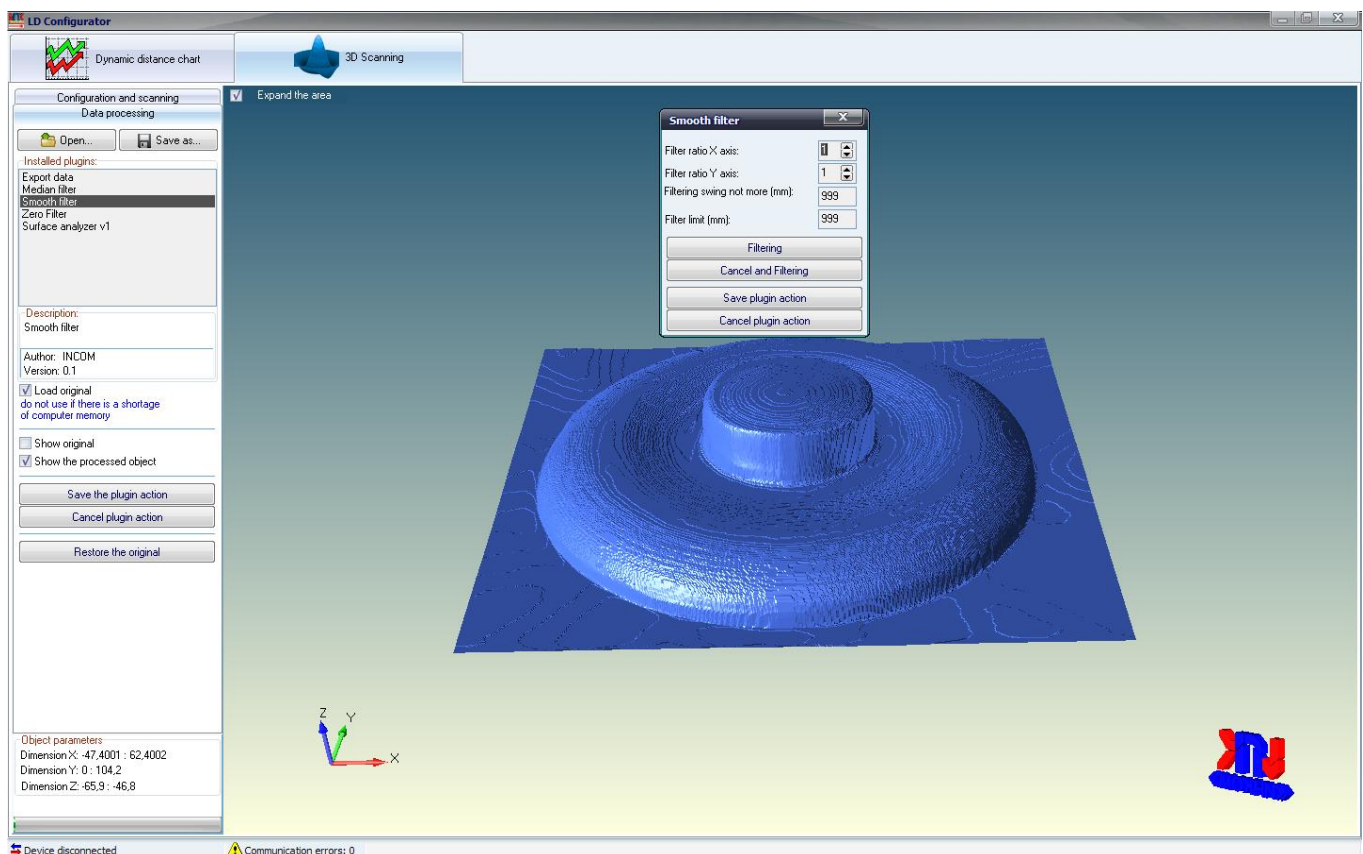 LD Configurator
Dynamic distance chart
3D Scanning
Configuration and scanning
Data processing
Open...
Save as...
Installed plugins:
Export data
Median filter
Smooth filter
Zero Filter
Surface analyzer v1
Description:
Smooth filter
Author: INCOM
Version: 0.1
Load original
do not use if there is a shortage
of computer memory
Show original
Show the processed object
Save the plugin action
Cancel plugin action
Restore the original
Object parameters
Dimension X: -47,4001 : 62,4002
Dimension Y: 0 : 104,2
Dimension Z: -65,9 : -46,8
Expand the area
Smooth filter
Filter ratio X axis: 1
Filter ratio Y axis: 1
Filtering swing not more (mm): 999
Filter limit (mm): 999
Filtering
Cancel and Filtering
Save plugin action
Cancel plugin action
Z
Y
X
Device disconnected
Communication errors: 0